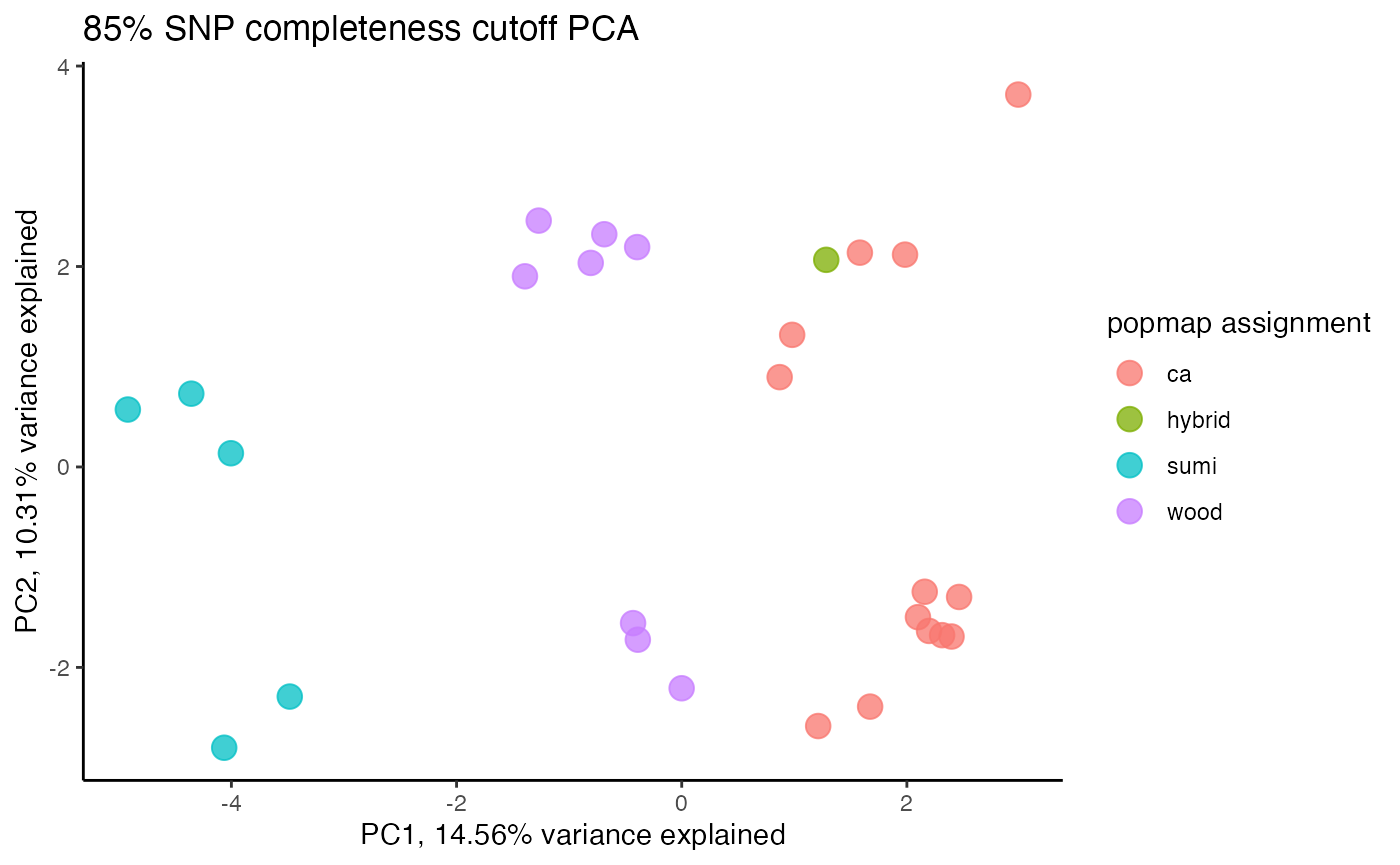 85% SNP completeness cutoff PCA
4
2
0
-2
PC2, 10.31% variance explained
-4
-2
0
2
PC1, 14.56% variance explained
popmap assignment
ca
hybrid
sumi
wood